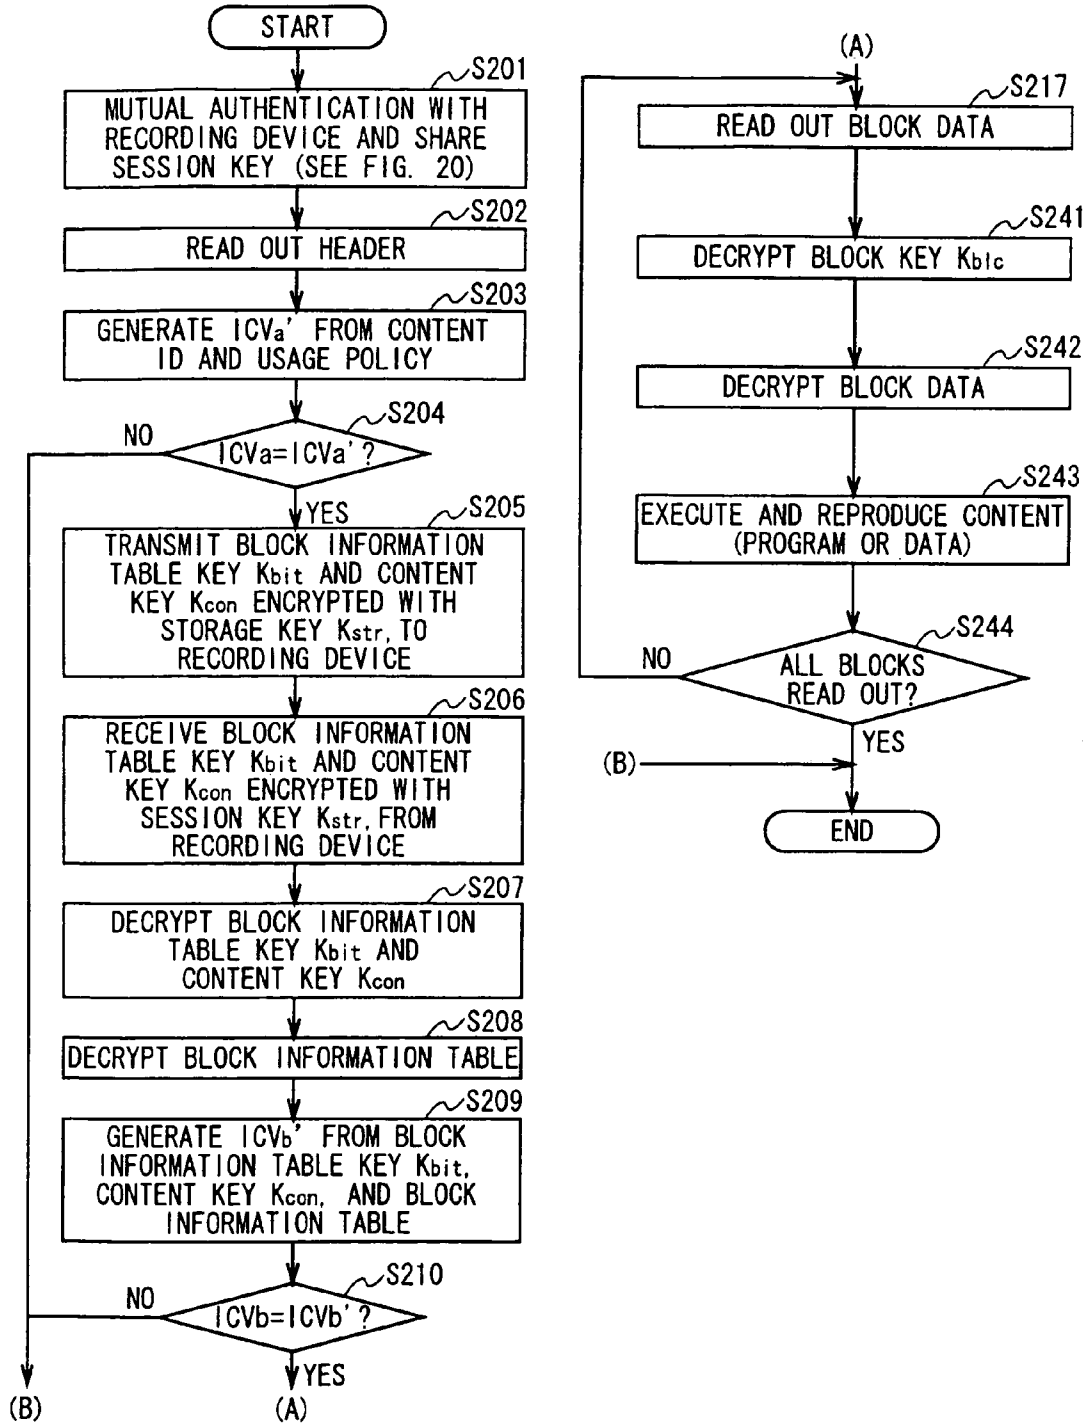 START
S201
MUTUAL AUTHENTICATION WITH
RECORDING DEVICE AND SHARE
SESSION KEY (SEE FIG. 20)
S202
READ OUT HEADER
S203
GENERATE ICVa' FROM CONTENT
ID AND USAGE POLICY
S204
NO
ICVa=ICVa'?
YES
S205
TRANSMIT BLOCK INFORMATION
TABLE KEY Kbit AND CONTENT
KEY Kcon ENCRYPTED WITH
STORAGE KEY Kstr, TO
RECORDING DEVICE
S206
RECEIVE BLOCK INFORMATION
TABLE KEY Kbit AND CONTENT
KEY Kcon ENCRYPTED WITH
SESSION KEY Kstr, FROM
RECORDING DEVICE
S207
DECRYPT BLOCK INFORMATION
TABLE KEY Kbit AND
CONTENT KEY Kcon
S208
DECRYPT BLOCK INFORMATION TABLE
S209
GENERATE ICVb' FROM BLOCK
INFORMATION TABLE KEY Kbit,
CONTENT KEY Kcon, AND BLOCK
INFORMATION TABLE
S210
NO
ICVb=ICVb'?
YES
(B)
(A)
(A)
S217
READ OUT BLOCK DATA
S241
DECRYPT BLOCK KEY Kblc
S242
DECRYPT BLOCK DATA
S243
EXECUTE AND REPRODUCE CONTENT
(PROGRAM OR DATA)
S244
NO
ALL BLOCKS
READ OUT?
YES
(B)
END